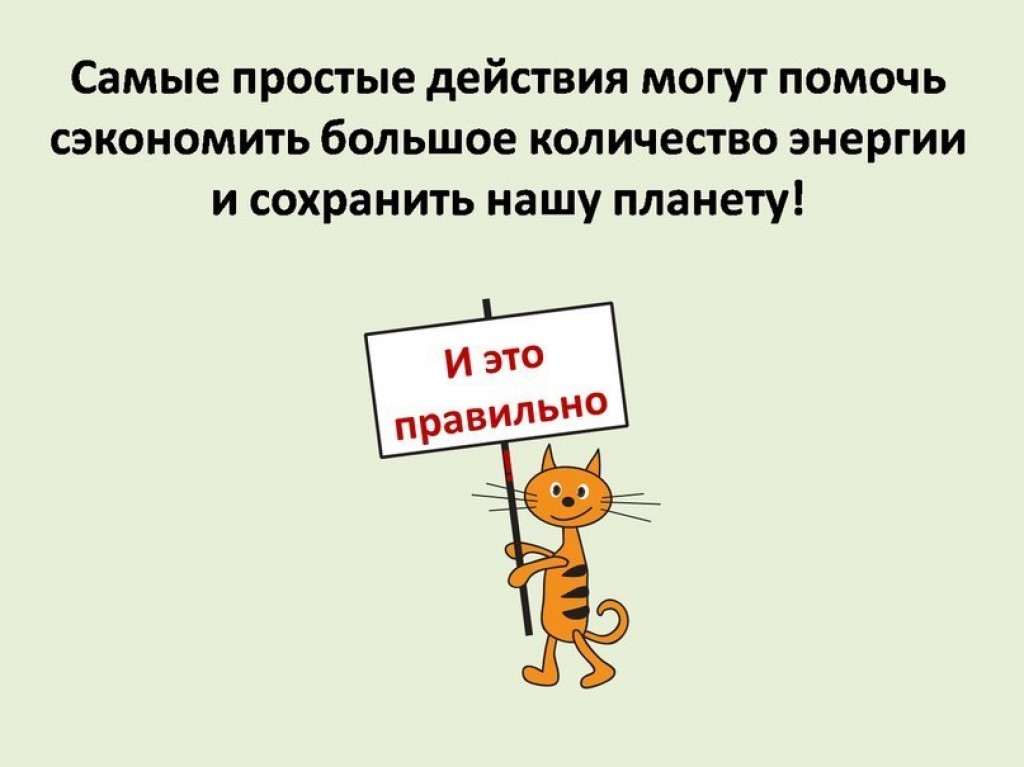 Самые простые действия могут помочь
сэкономить большое количество энергии
и сохранить нашу планету!
И это
правильно
!